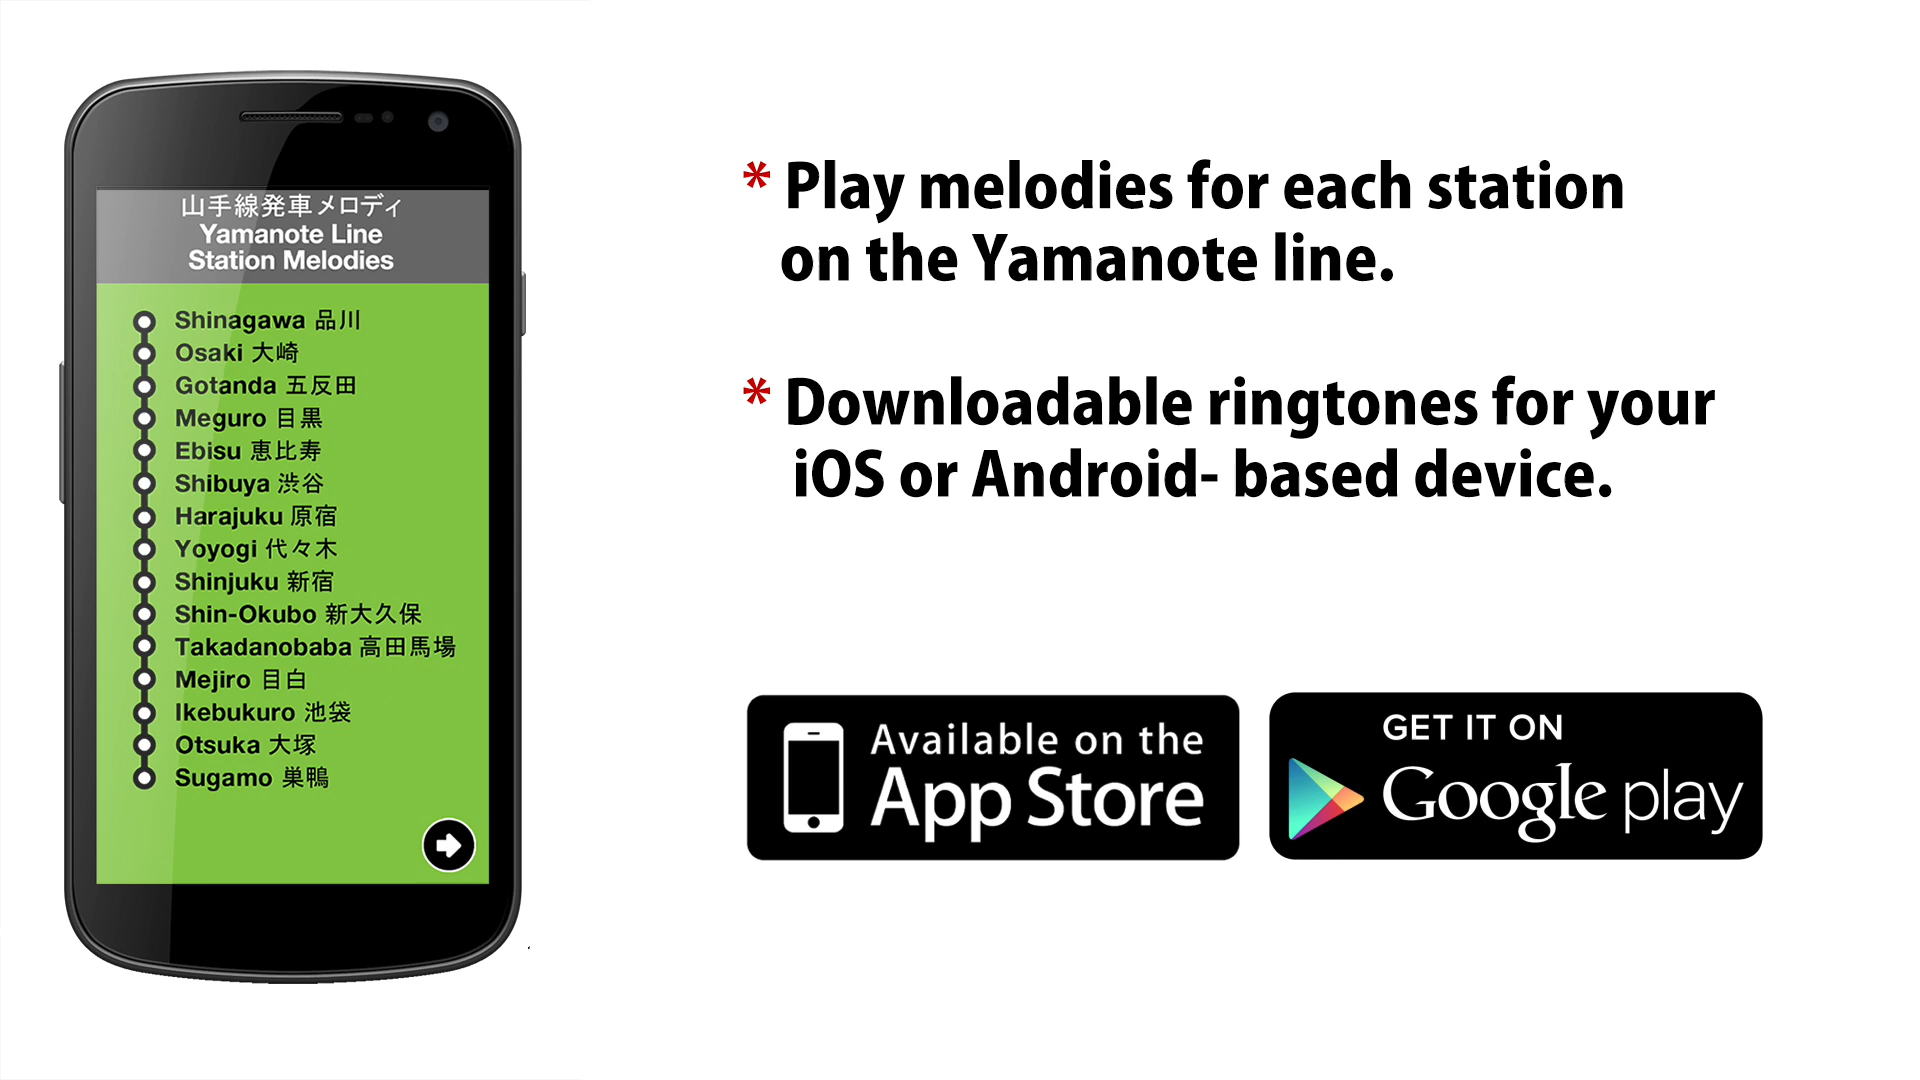 山手線発車メロディ
Yamanote Line
Station Melodies
Shinagawa 品川
Osaki 大崎
Gotanda 五反田
Meguro 目黒
Ebisu 恵比寿
Shibuya 渋谷
Harajuku 原宿
Yoyogi 代々木
Shinjuku 新宿
Shin-Okubo 新大久保
Takadanobaba 高田馬場
Mejiro 目白
Ikebukuro 池袋
Otsuka 大塚
Sugamo 巣鴨
* Play melodies for each station
on the Yamanote line.
* Downloadable ringtones for your
iOS or Android- based device.
Available on the
App Store
GET IT ON
Google play